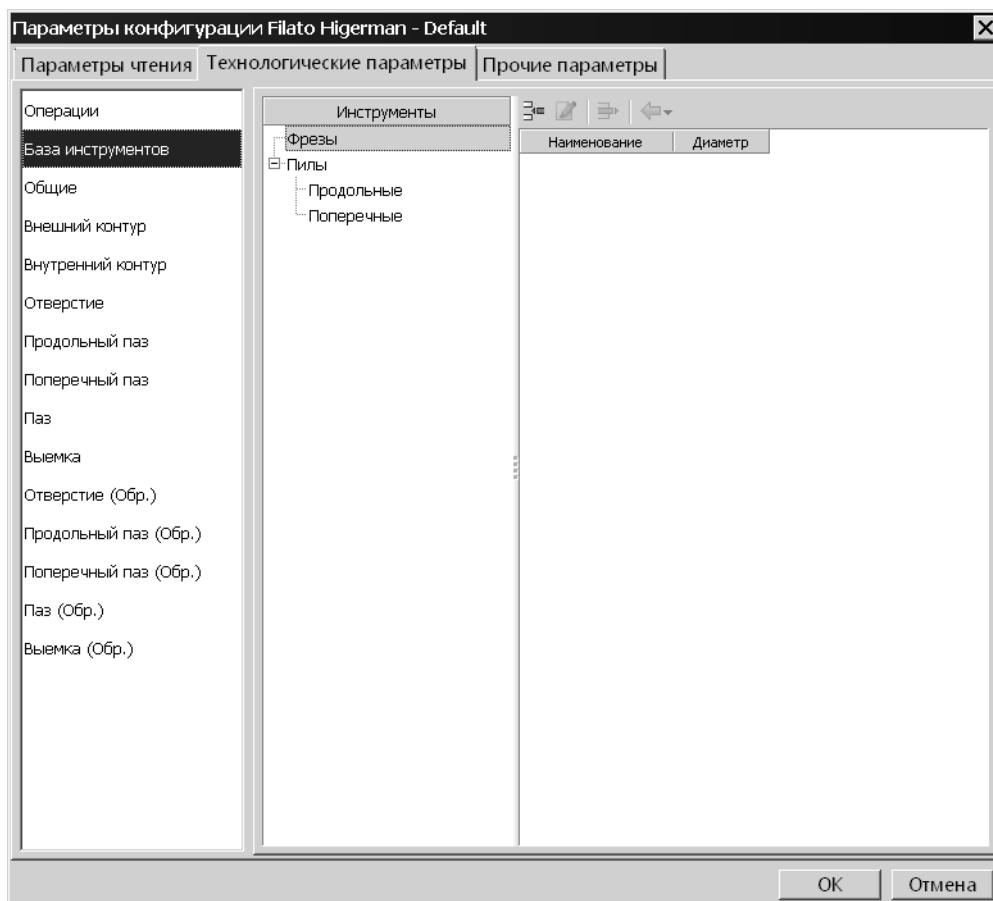 Параметры конфигурации Filato Higerman - Default
Параметры чтения Технологические параметры Прочие параметры
Операции
База инструментов
Общие
Внешний контур
Внутренний контур
Отверстие
Продольный паз
Поперечный паз
Паз
Выемка
Отверстие (Обр.)
Продольный паз (Обр.)
Поперечный паз (Обр.)
Паз (Обр.)
Выемка (Обр.)
Инструменты
Фрезы
Пилы
Продольные
Поперечные
Наименование Диаметр
OK Отмена